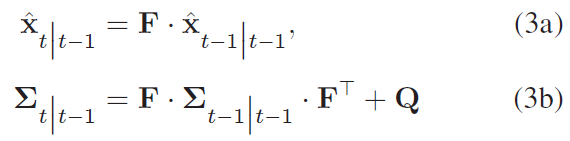 x̂_{t|t−1} = F · x̂_{t−1|t−1}, (3a)
Σ_{t|t−1} = F · Σ_{t−1|t−1} · F^⊤ + Q (3b)